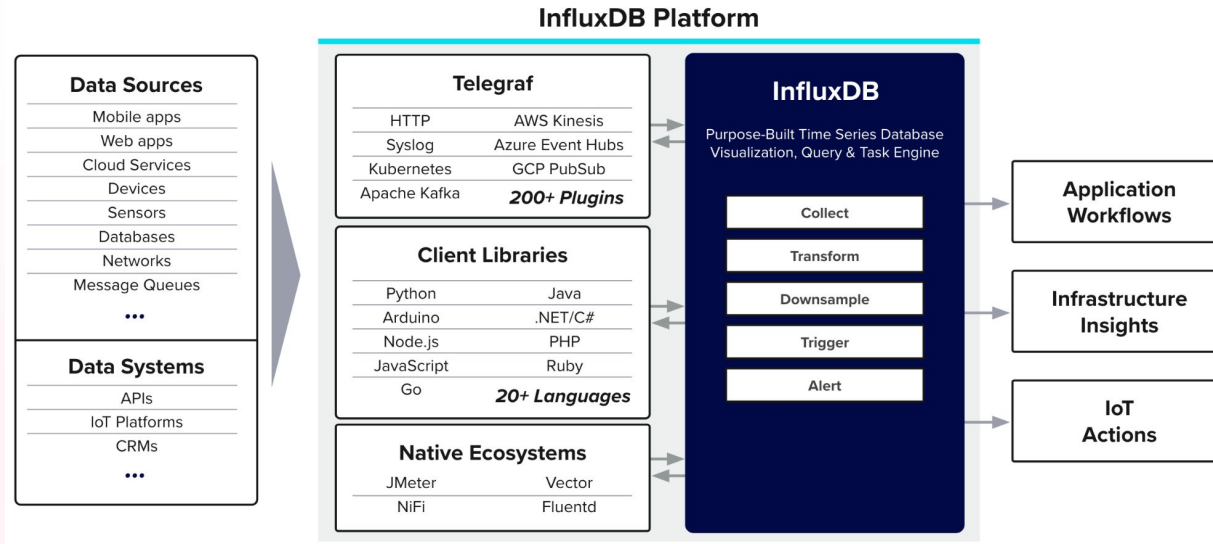 InfluxDB Platform
Data Sources
Mobile apps
Web apps
Cloud Services
Devices
Sensors
Databases
Networks
Message Queues
...
Data Systems
APIs
IoT Platforms
CRMs
...
Telegraf
HTTP AWS Kinesis
Syslog Azure Event Hubs
Kubernetes GCP PubSub
Apache Kafka 200+ Plugins
Client Libraries
Python Java
Arduino .NET/C#
Node.js PHP
JavaScript Ruby
Go 20+ Languages
Native Ecosystems
JMeter Vector
NiFi Fluentd
InfluxDB
Purpose-Built Time Series Database
Visualization, Query & Task Engine
Collect
Transform
Downsample
Trigger
Alert
Application
Workflows
Infrastructure
Insights
IoT
Actions